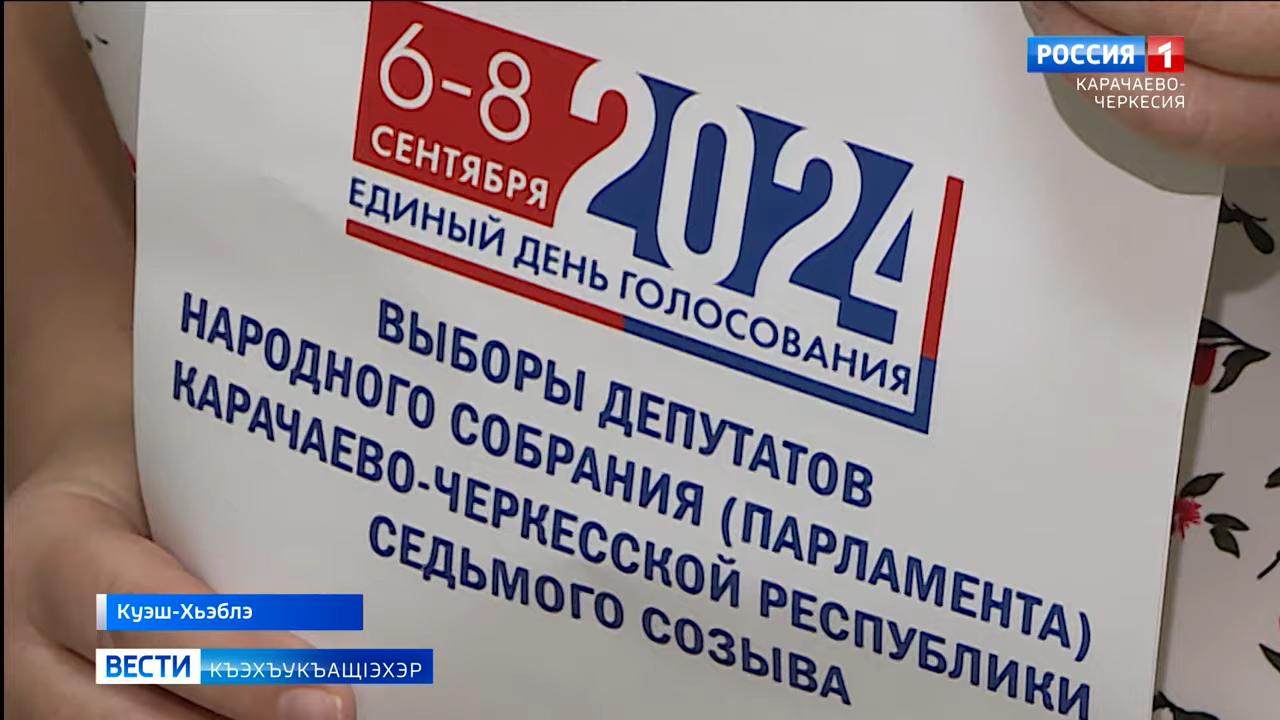 6-8
СЕНТЯБРЯ
2024
ЕДИНЫЙ ДЕНЬ ГОЛОСОВАНИЯ
ВЫБОРЫ ДЕПУТАТОВ
НАРОДНОГО СОБРАНИЯ (ПАРЛАМЕНТА)
КАРАЧАЕВО-ЧЕРКЕССКОЙ РЕСПУБЛИКИ
СЕДЬМОГО СОЗЫВА
РОССИЯ 1
КАРАЧАЕВО-
ЧЕРКЕСИЯ
Куэш-Хьэблэ
ВЕСТИ КЪЭХЪУКЪАЩIЭХЭР